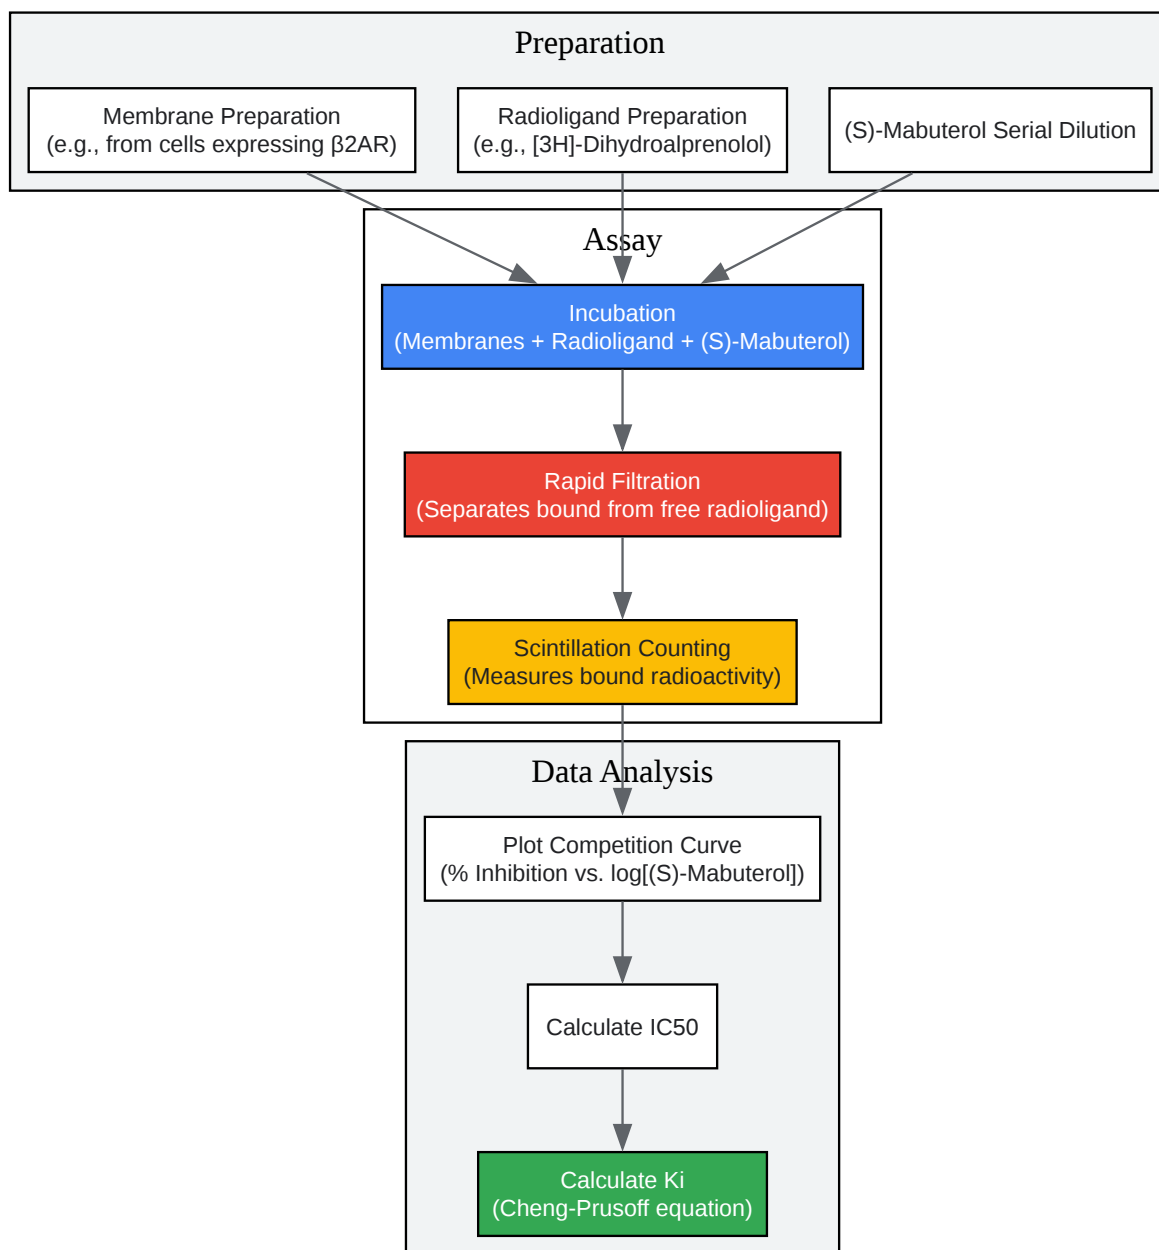 Preparation
Membrane Preparation
(e.g., from cells expressing β2AR)
Radioligand Preparation
(e.g., [3H]-Dihydroalprenolol)
(S)-Mabuterol Serial Dilution
Assay
Incubation
(Membranes + Radioligand + (S)-Mabuterol)
Rapid Filtration
(Separates bound from free radioligand)
Scintillation Counting
(Measures bound radioactivity)
Data Analysis
Plot Competition Curve
(% Inhibition vs. log[(S)-Mabuterol])
Calculate IC50
Calculate Ki
(Cheng-Prusoff equation)